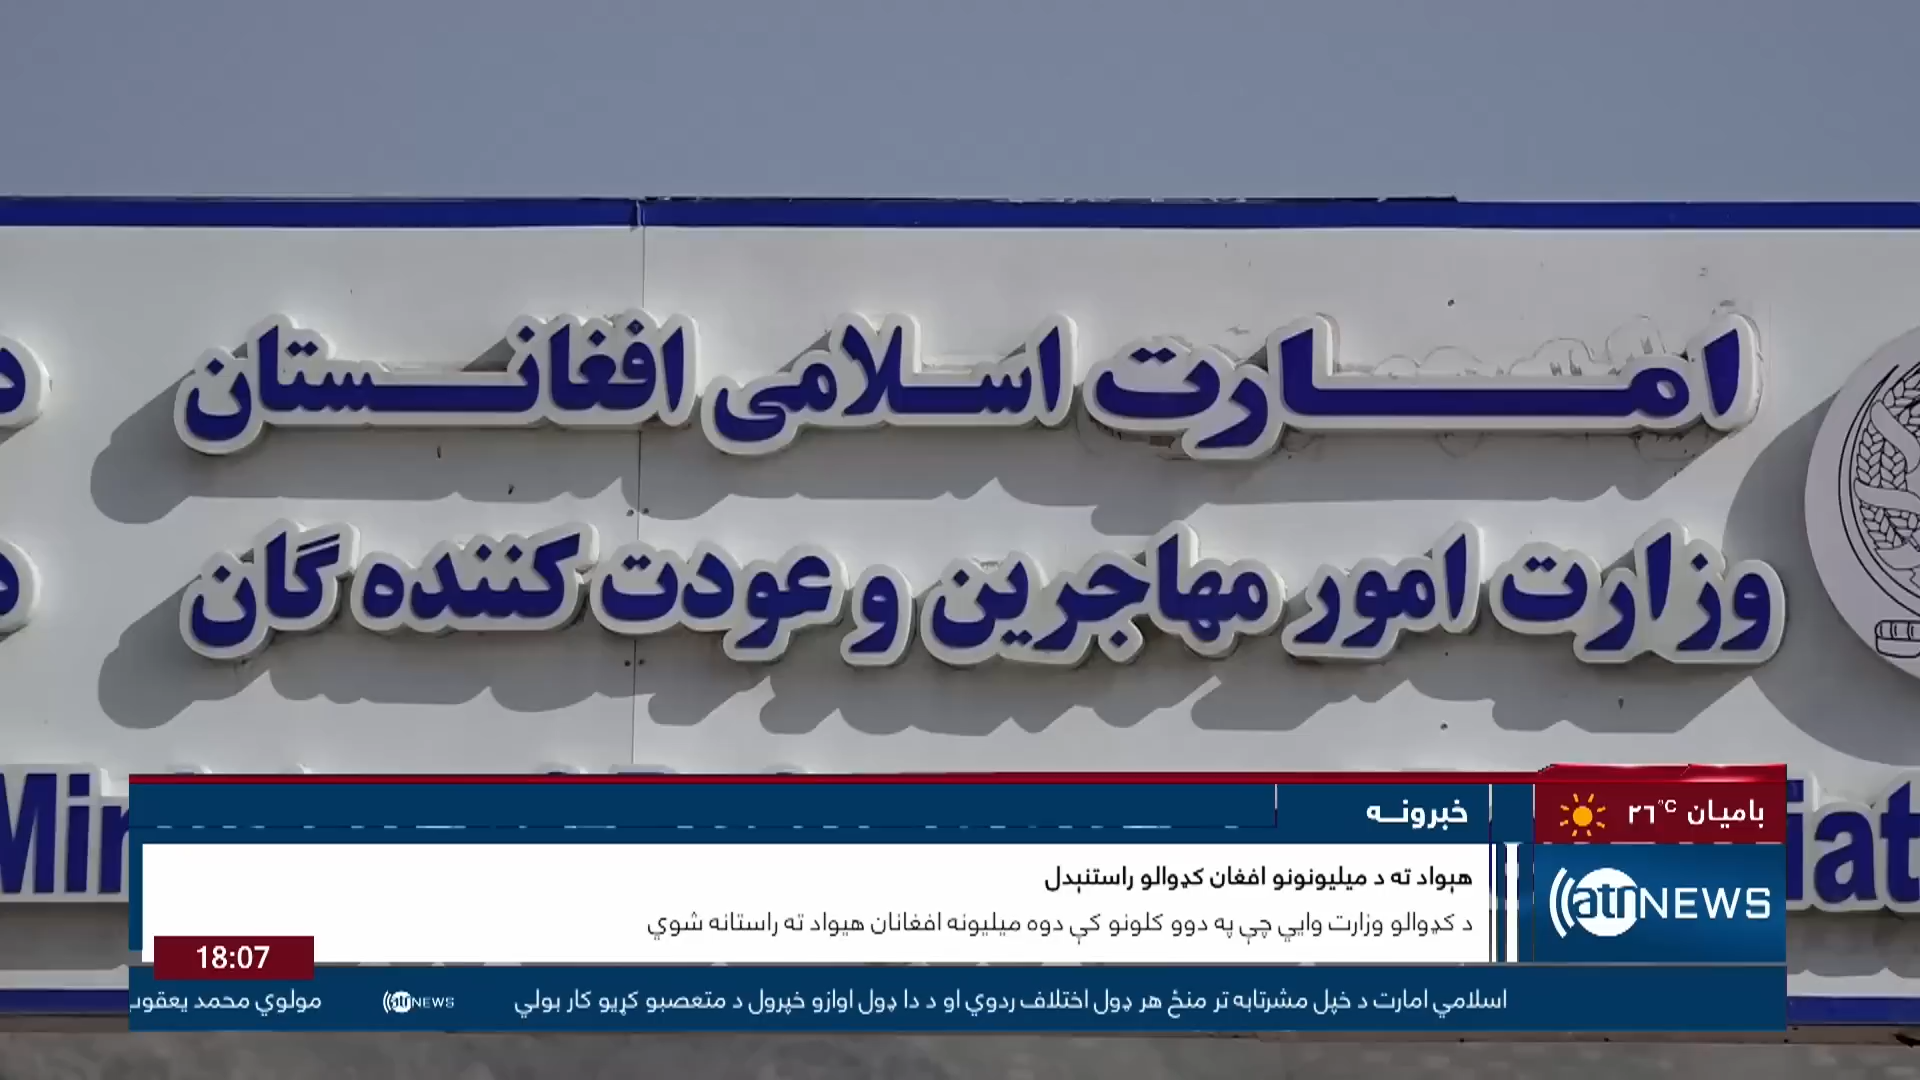 امارت اسلامی افغانستان
وزارت امور مهاجرین و عودت کننده گان
بامیان ۲٦°C
خبرونه
هېواد ته د میلیونونو افغان کډوالو راستنېدل
د کډوالو وزارت وایي چې په دوو کلونو کې دوه میلیونه افغانان هیواد ته راستانه شوي
atn NEWS
18:07
اسلامي امارت د خپل مشرتابه تر منځ هر ډول اختلاف ردوي او د دا ډول اوازو خپرول د متعصبو کړیو کار بولي
atn NEWS
مولوي محمد یعقوب